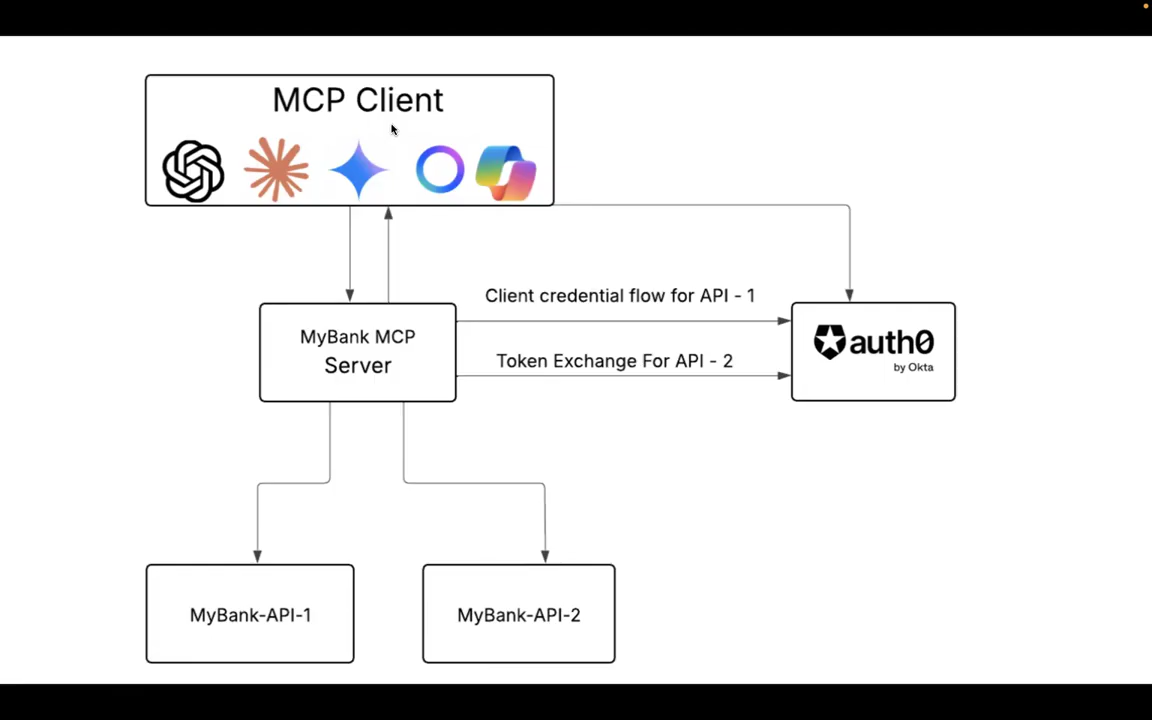 MCP Client
Client credential flow for API - 1
MyBank MCP
Server
auth0
by Okta
Token Exchange For API - 2
MyBank-API-1
MyBank-API-2